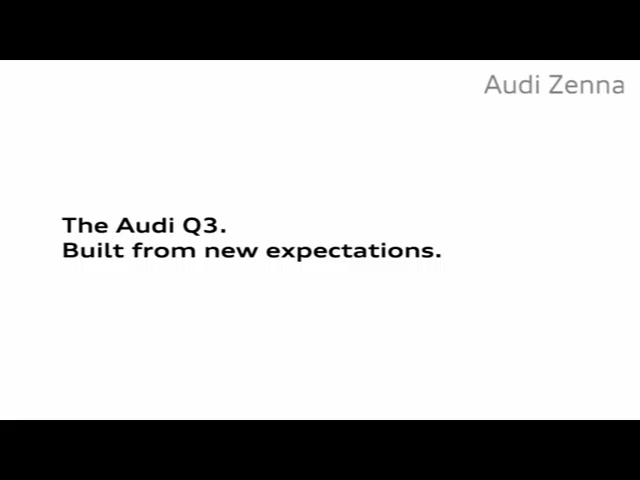 Audi Zenna
The Audi Q3.
Built from new expectations.